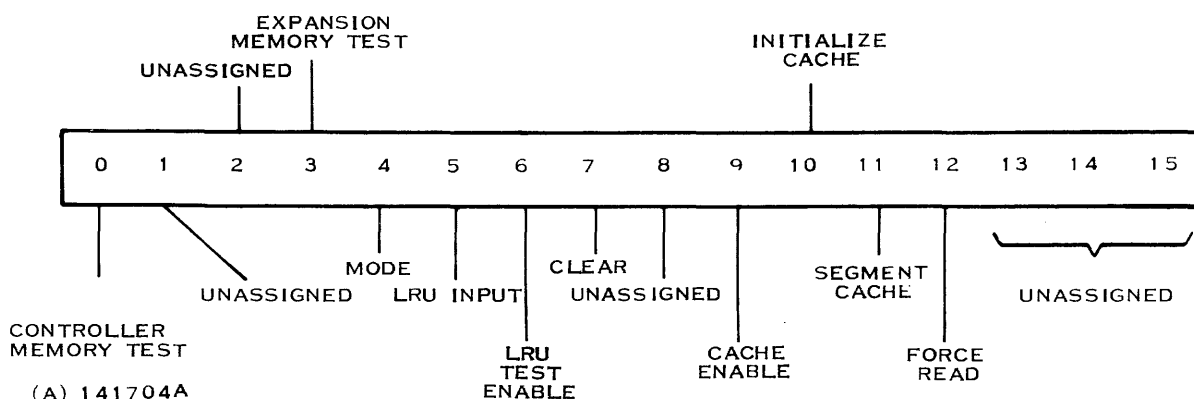 EXPANSION
MEMORY TEST
UNASSIGNED
INITIALIZE
CACHE
0 1 2 3 4 5 6 7 8 9 10 11 12 13 14 15
MODE
CLEAR
SEGMENT
CACHE
UNASSIGNED
LRU INPUT
UNASSIGNED
UNASSIGNED
CONTROLLER
MEMORY TEST
LRU
TEST
ENABLE
CACHE
ENABLE
FORCE
READ
(A) 141704A